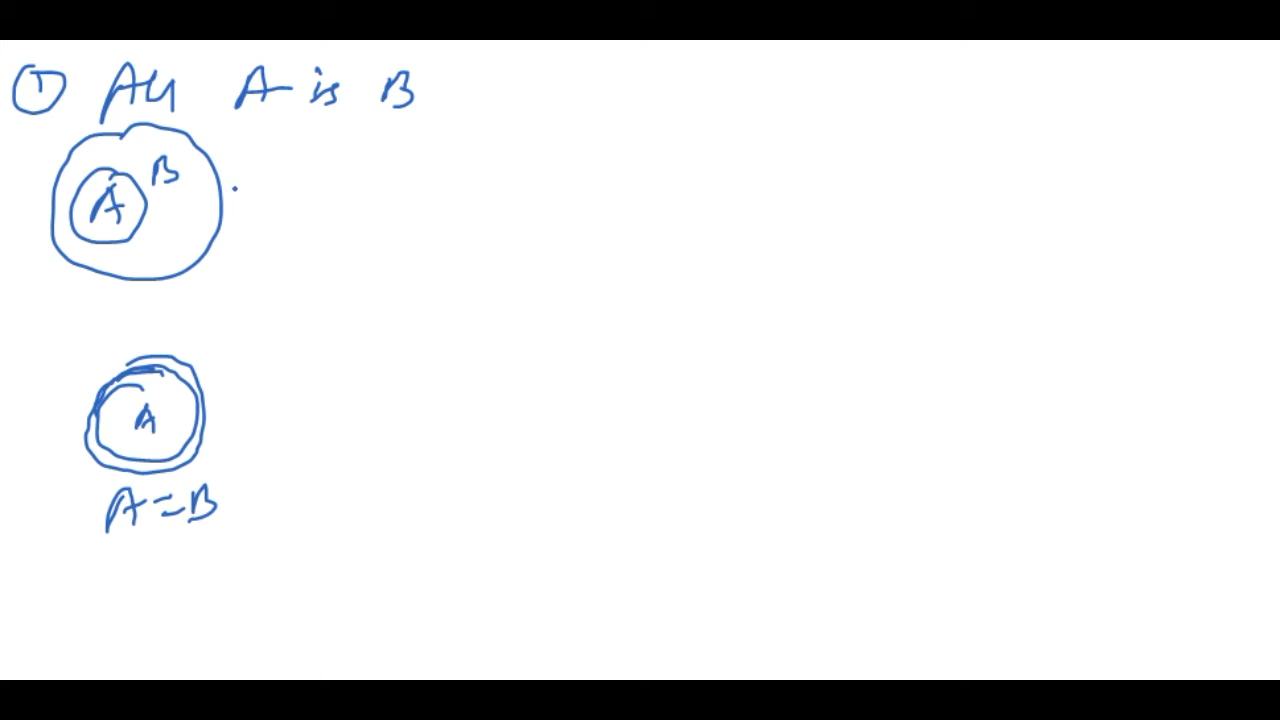 ① All A is B
B
A
A
A = B